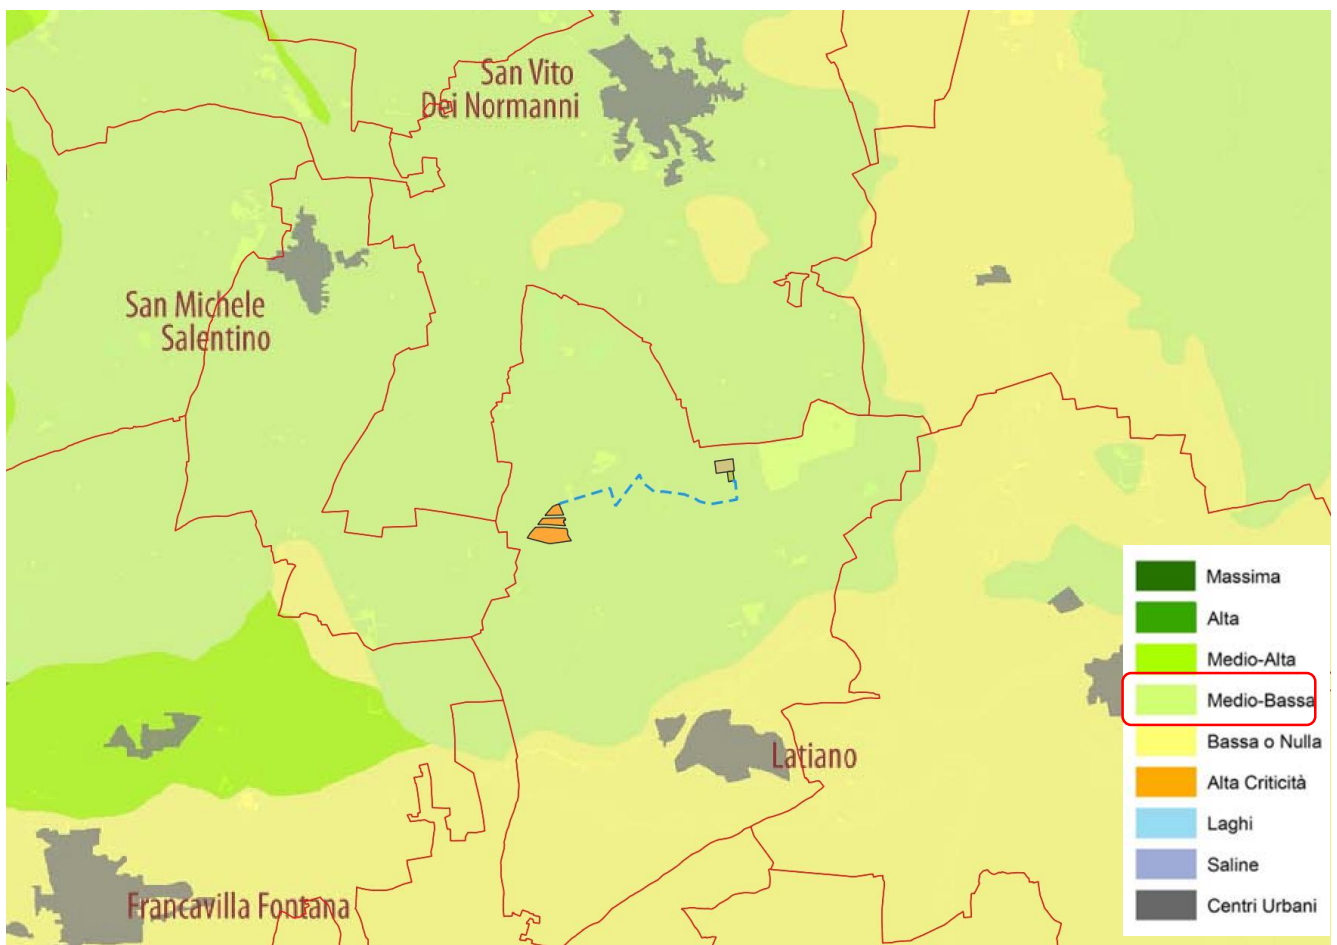 San Vito
Dei Normanni
San Michele
Salentino
Latiano
Francavilla Fontana
Massima
Alta
Medio-Alta
Medio-Bassa
Bassa o Nulla
Alta Criticità
Laghi
Saline
Centri Urbani